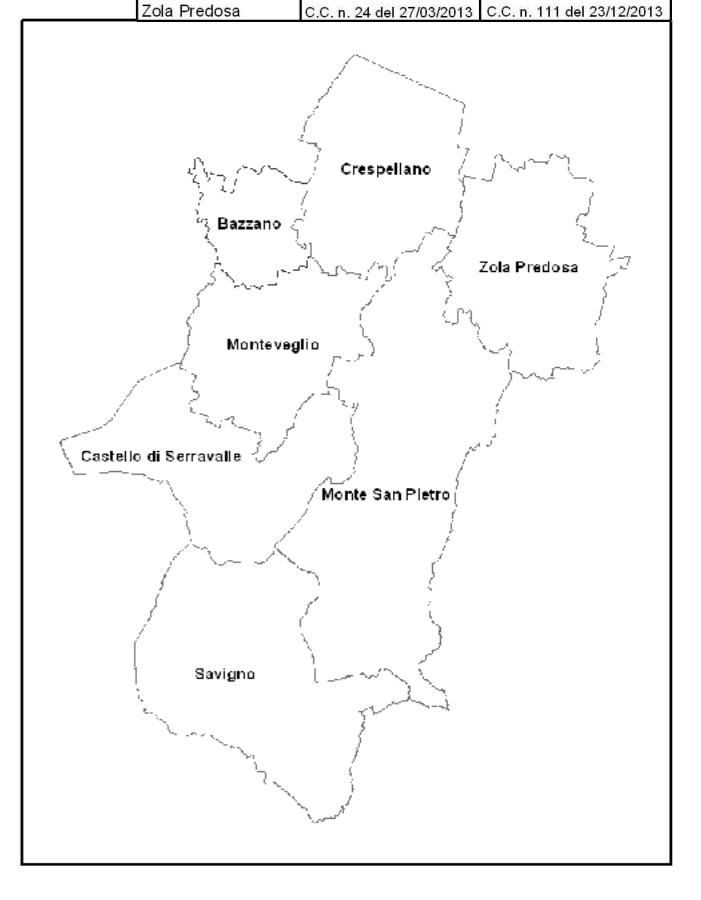 Zola Predosa C.C. n. 24 del 27/03/2013 C.C. n. 111 del 23/12/2013
Crespellano
Bazzano
Zola Predosa
Monteveglio
Castello di Serravalle
Monte San Pietro
Savigno